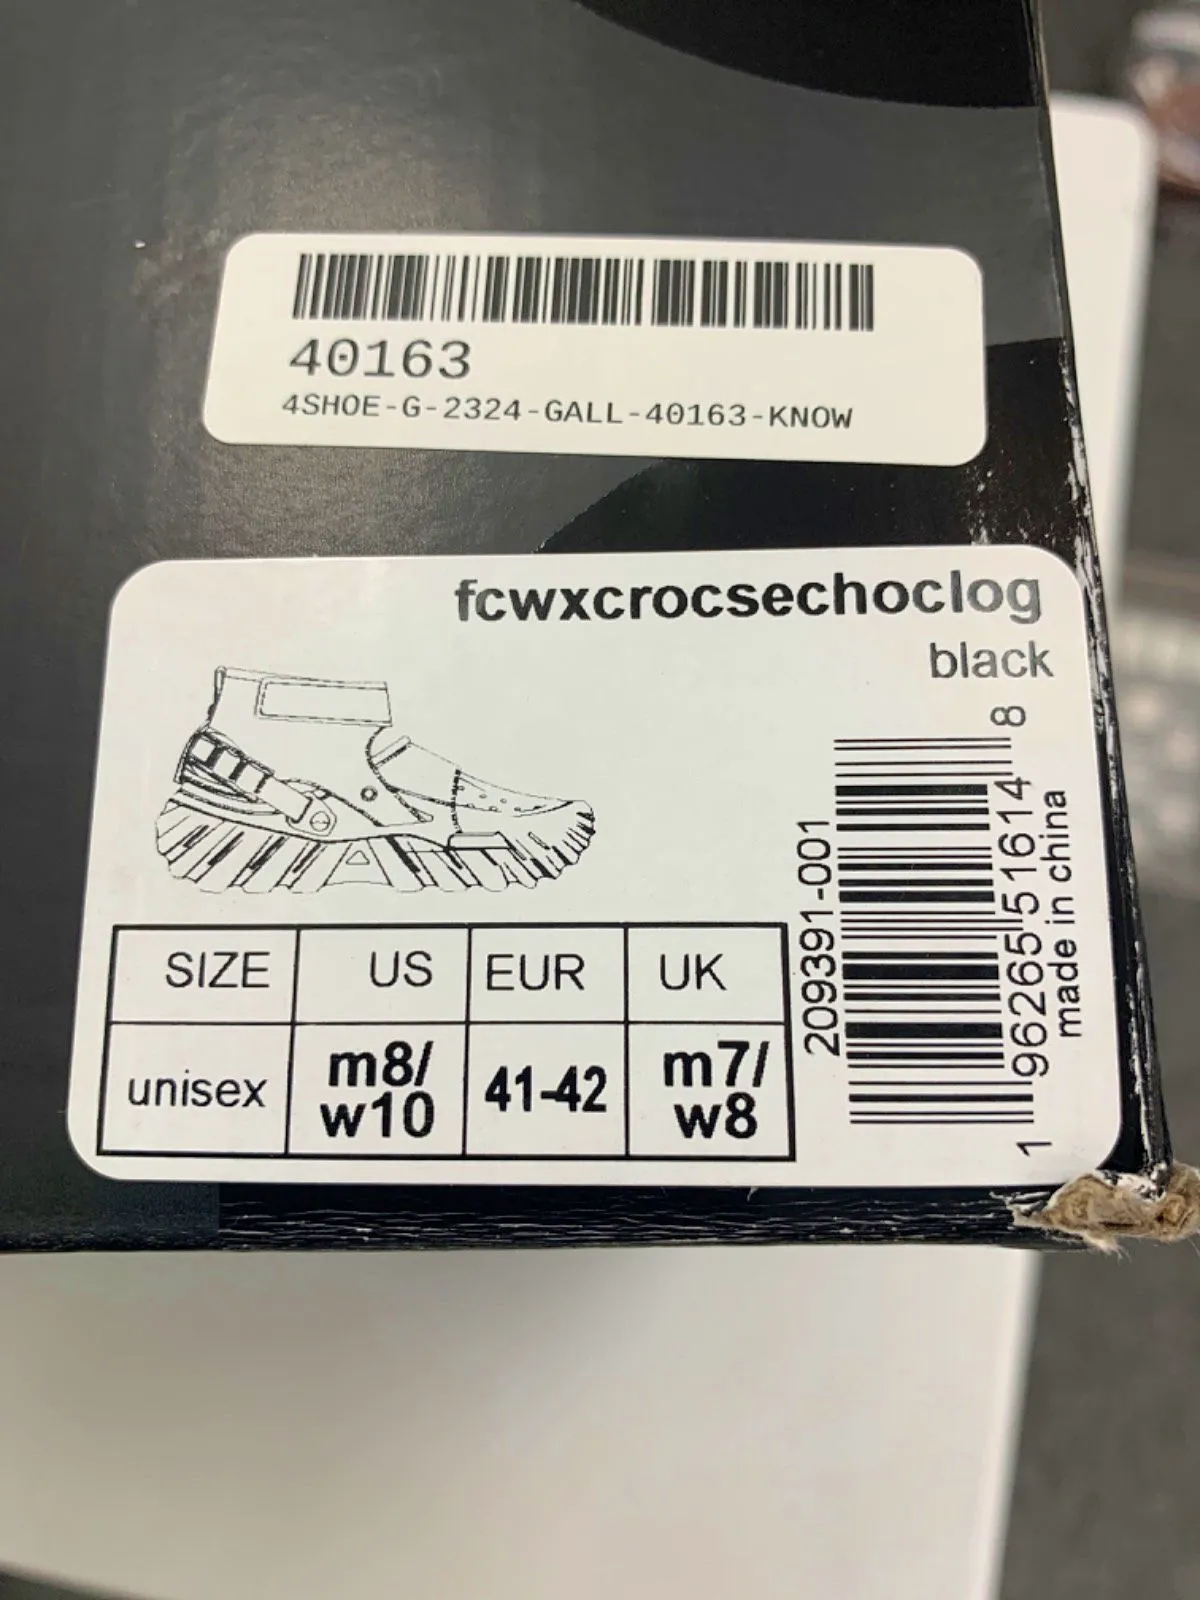 40163
4SHOE-G-2324-GALL-40163-KNOW
fcwxcrocsechoclog
black
SIZE US EUR UK
unisex m8/ w10 41-42 m7/ w8
209391-001
1 96265 51614 8
made in china